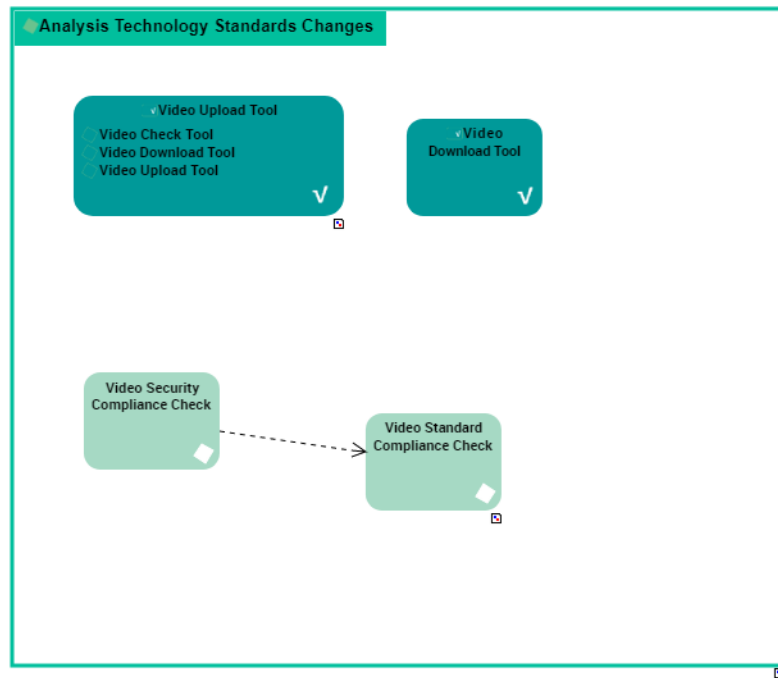 Analysis Technology Standards Changes
√Video Upload Tool
Video Check Tool
Video Download Tool
Video Upload Tool
√
√Video
Download Tool
√
Video Security
Compliance Check
Video Standard
Compliance Check